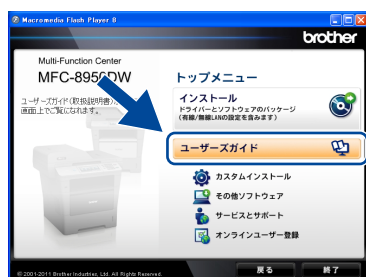 Macromedia Flash Player 8
brother
Multi-Function Center
MFC-8950DW
ユーザーズガイド(取扱説明書)
画面上でご覧になれます。
トップメニュー
インストール
ドライバーとソフトウェアのパッケージ
(有線/無線LANの設定を含みます)
ユーザーズガイド
カスタムインストール
その他ソフトウェア
サービスとサポート
オンラインユーザー登録
© 2001-2011 Brother Industries, Ltd. All Rights Reserved.
戻る
終了